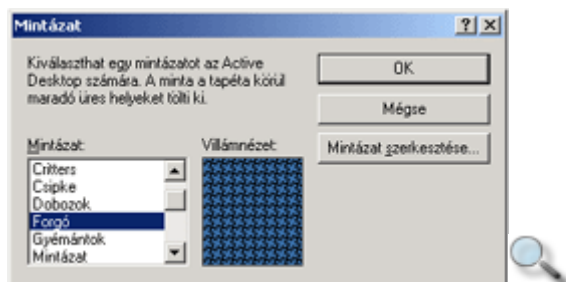 Mintázat
Kiválaszthat egy mintázatot az Active
Desktop számára. A minta a tapéta körül
maradó üres helyeket tölti ki.
OK
Mégse
Mintázat szerkesztése...
Mintázat:
Villámnézet:
Critters
Csipke
Dobozok
Forgó
Gyémántok
Mintázat